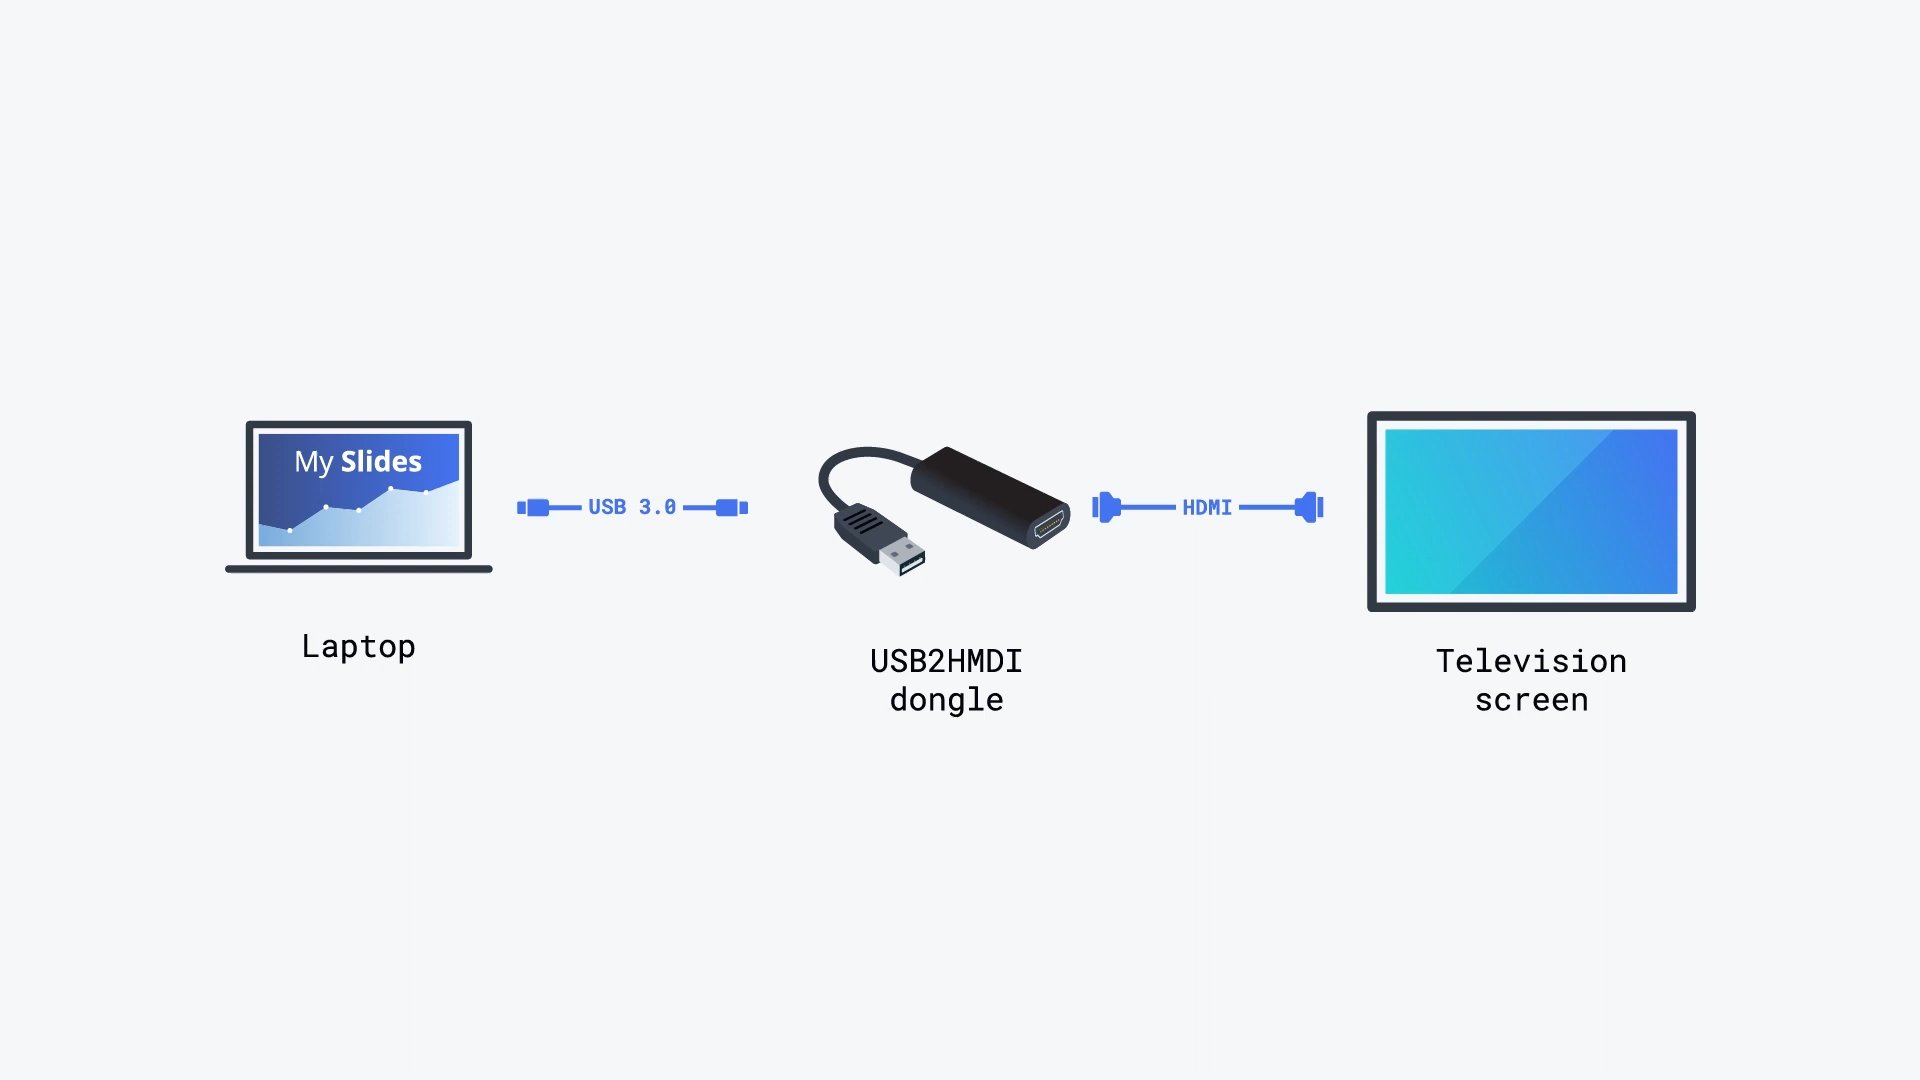 My Slides
USB 3.0
HDMI
Laptop
USB2HMDI
dongle
Television
screen